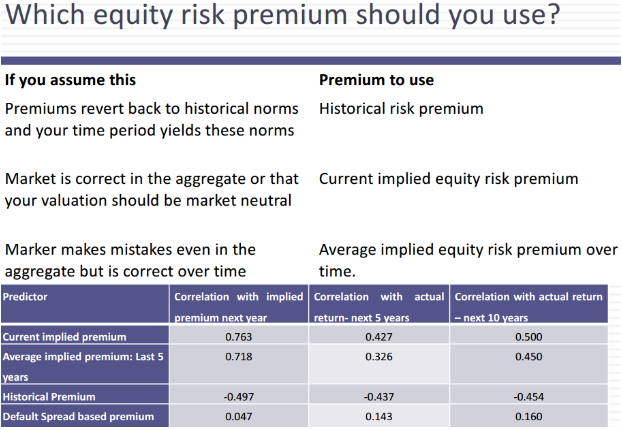 Which equity risk premium should you use?
If you assume this Premium to use
Premiums revert back to historical norms Historical risk premium
and your time period yields these norms
Market is correct in the aggregate or that Current implied equity risk premium
your valuation should be market neutral
Marker makes mistakes even in the Average implied equity risk premium over
aggregate but is correct over time time.
Predictor Correlation with implied Correlation with actual Correlation with actual return
premium next year return- next 5 years – next 10 years
Current implied premium 0.763 0.427 0.500
Average implied premium: Last 5 0.718 0.326 0.450
years
Historical Premium -0.497 -0.437 -0.454
Default Spread based premium 0.047 0.143 0.160